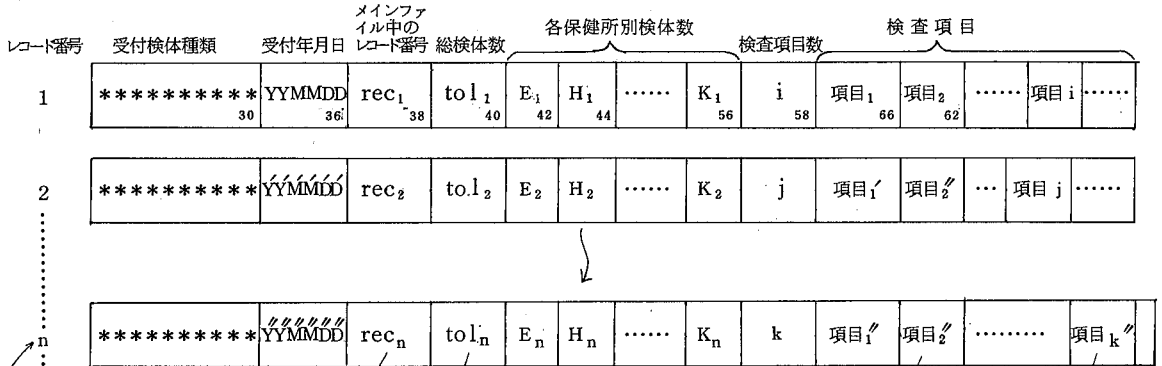 メインファ
イル中の
レコード番号 受付検体種類 受付年月日 レコード番号 総検体数 各保健所別検体数 検査項目数 検査項目
1 ********** YYMMDD rec₁ tol₁ E₁ H₁ …… K₁ i 項目₁ 項目₂ …… 項目i ……
30 36 38 40 42 44 56 58 66 62
2 ********** Y′Y′M′M′D′D′ rec₂ to.l₂ E₂ H₂ …… K₂ j 項目₁′ 項目₂″ … 項目j ……
n ********** Y″Y″M″M″D″D″ recₙ tolₙ Eₙ Hₙ …… Kₙ k 項目₁″ 項目₂″ ……… 項目ₖ″